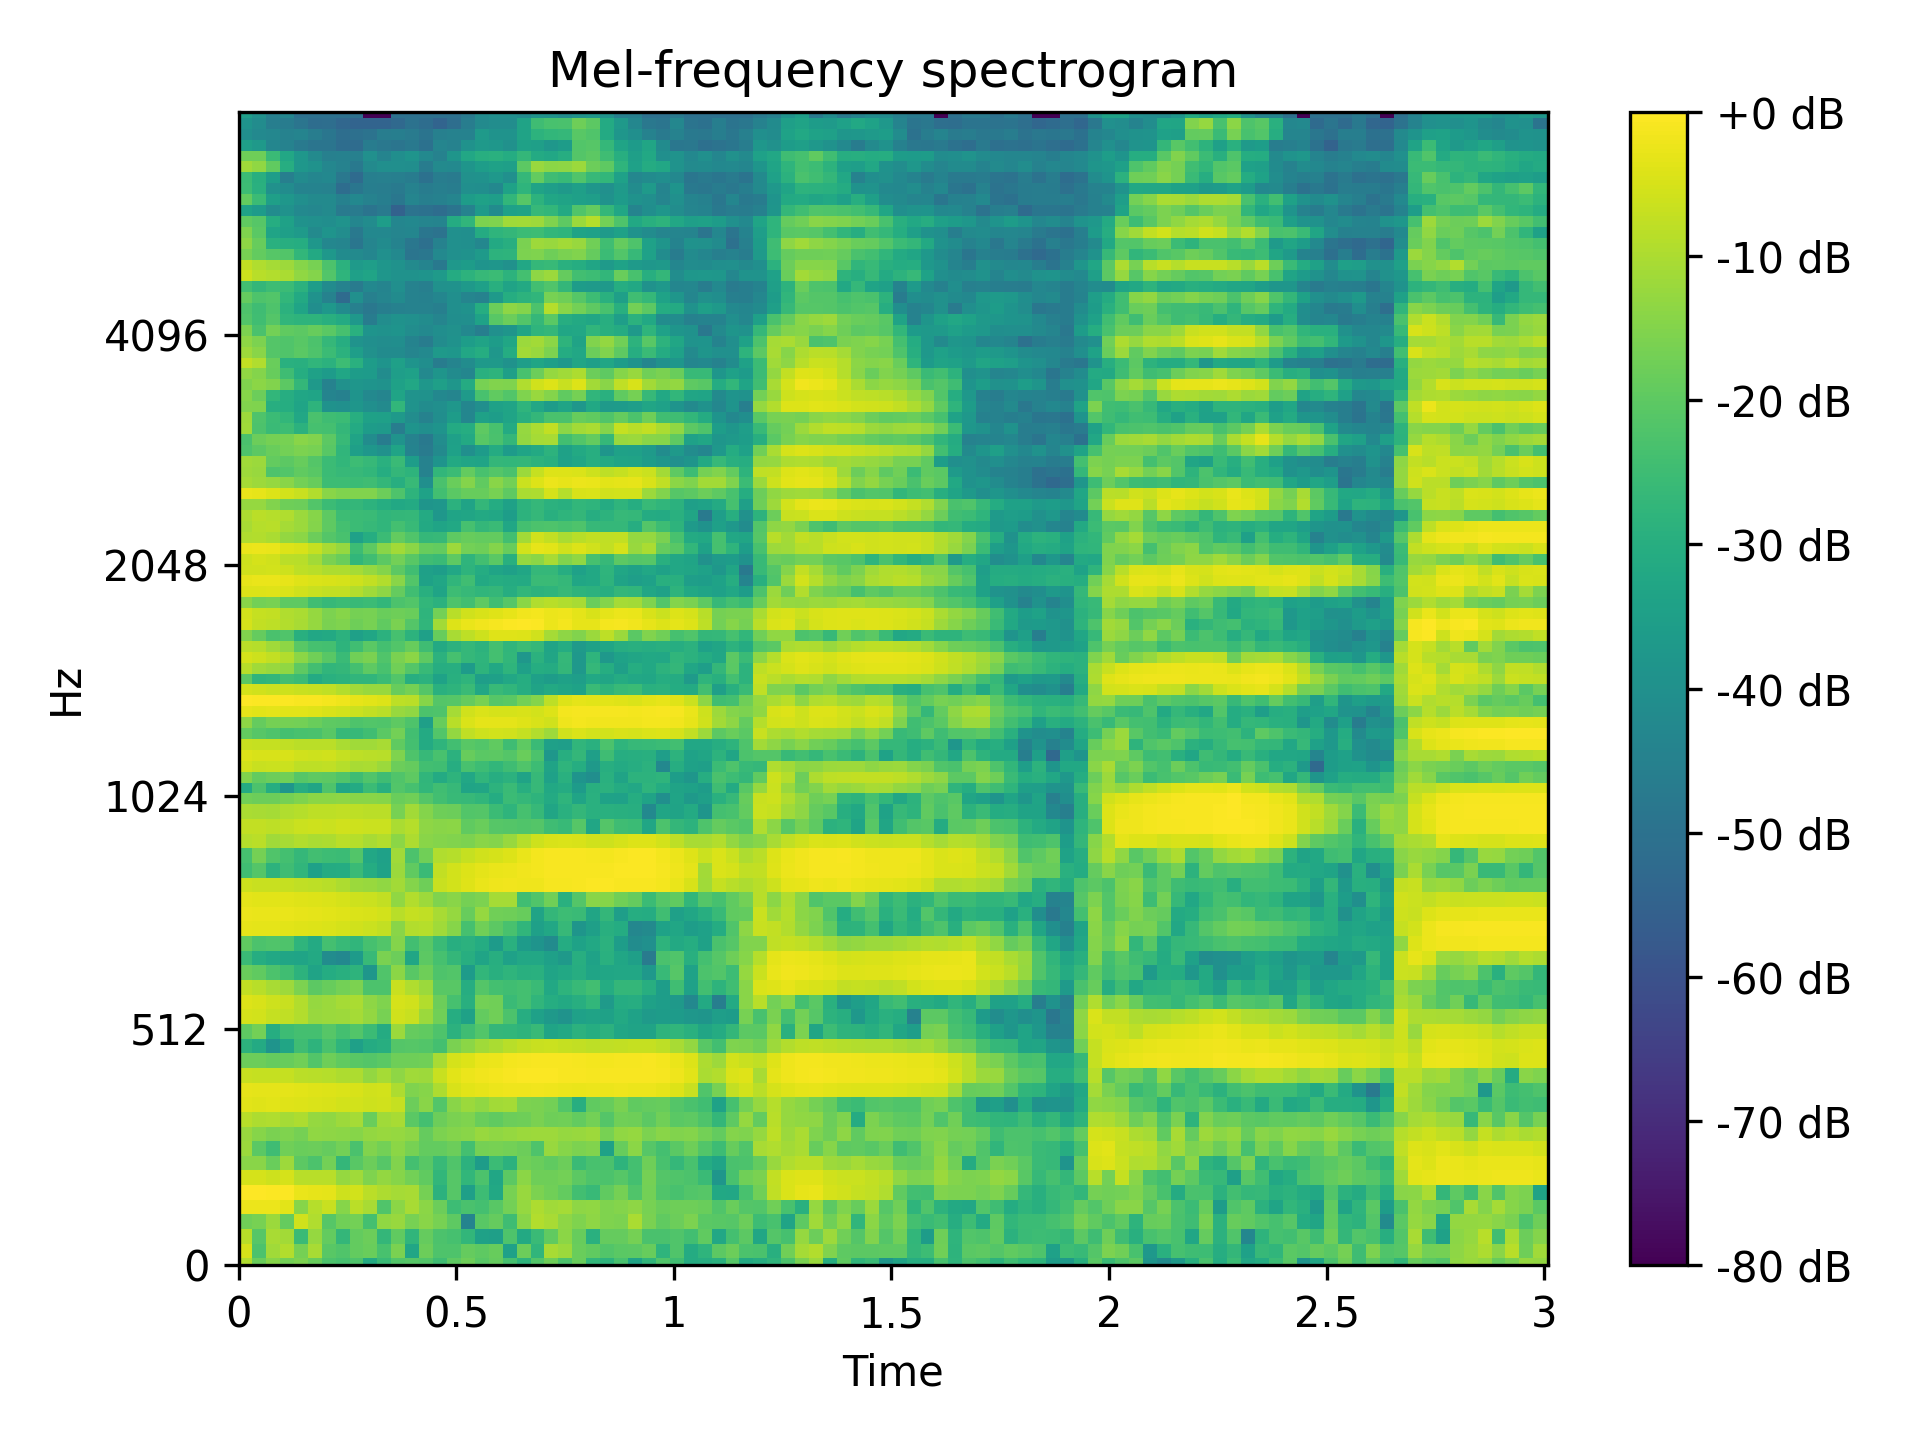 Mel-frequency spectrogram
+0 dB
-10 dB
4096
-20 dB
2048
-30 dB
Hz
-40 dB
1024
-50 dB
512
-60 dB
-70 dB
0
-80 dB
0 0.5 1 1.5 2 2.5 3
Time